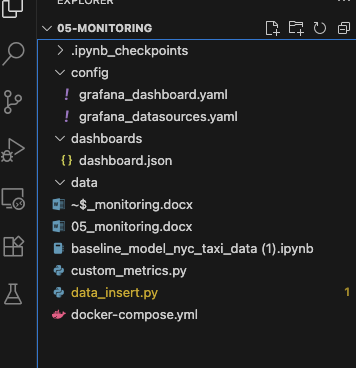 EXPLORER
05-MONITORING
.ipynb_checkpoints
config
! grafana_dashboard.yaml
! grafana_datasources.yaml
dashboards
{} dashboard.json
data
~$_monitoring.docx
05_monitoring.docx
baseline_model_nyc_taxi_data (1).ipynb
custom_metrics.py
data_insert.py 1
docker-compose.yml